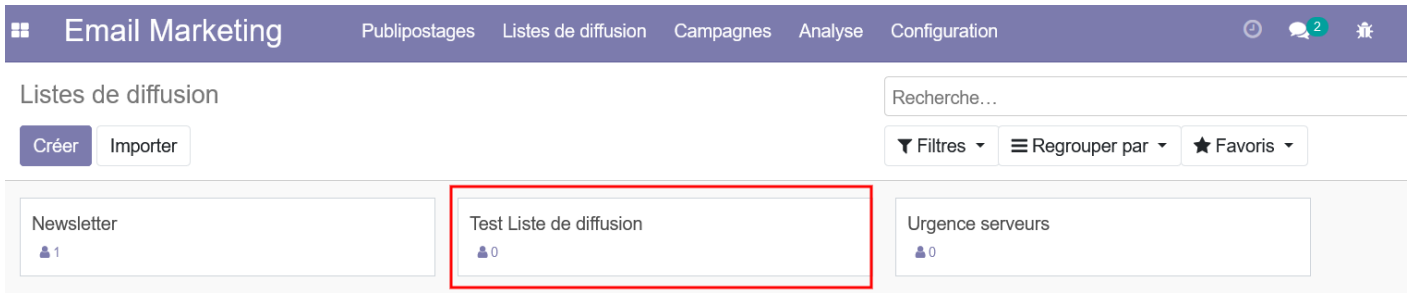 Email Marketing Publipostages Listes de diffusion Campagnes Analyse Configuration 2
Listes de diffusion Recherche…
Créer Importer Filtres Regrouper par Favoris
Newsletter Test Liste de diffusion Urgence serveurs
1 0 0